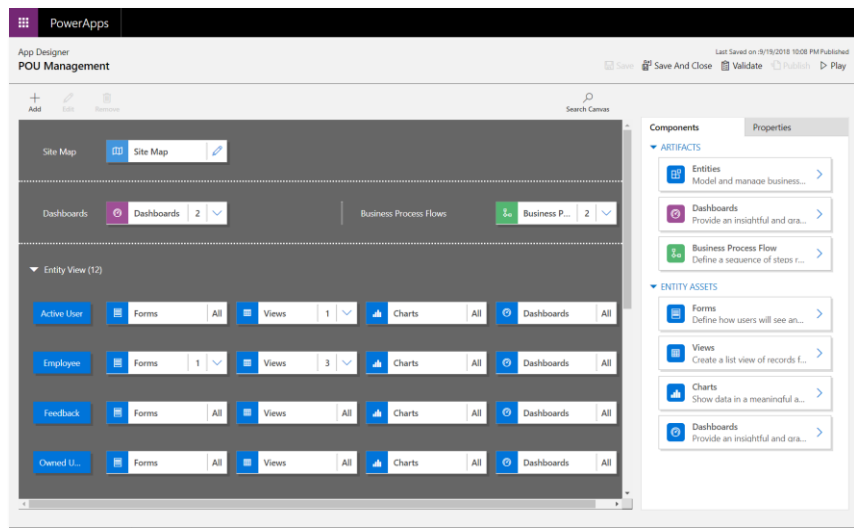 PowerApps
App Designer
POU Management
Last Saved on :9/19/2018 10:08 PM Published
Save Save And Close Validate Publish Play
Add Edit Remove
Search Canvas
Site Map Site Map
Dashboards Dashboards 2 Business Process Flows Business P... 2
Entity View (12)
Active User Forms All Views 1 Charts All Dashboards All
Employee Forms 1 Views 3 Charts All Dashboards All
Feedback Forms All Views All Charts All Dashboards All
Owned U... Forms All Views All Charts All Dashboards All
Components Properties
ARTIFACTS
Entities
Model and manage business...
Dashboards
Provide an insightful and gra...
Business Process Flow
Define a sequence of steps r...
ENTITY ASSETS
Forms
Define how users will see an...
Views
Create a list view of records f...
Charts
Show data in a meaningful a...
Dashboards
Provide an insightful and gra...